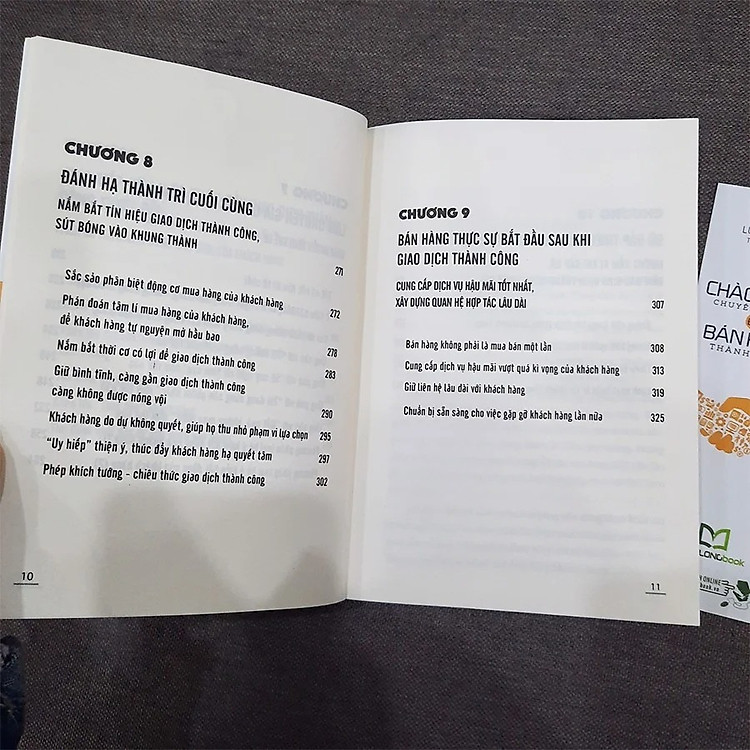 CHƯƠNG 8
ĐÁNH HẠ THÀNH TRÌ CUỐI CÙNG
NẮM BẮT TÍN HIỆU GIAO DỊCH THÀNH CÔNG,
SÚT BÓNG VÀO KHUNG THÀNH
271
Sắc sảo phân biệt động cơ mua hàng của khách hàng 272
Phán đoán tâm lí mua hàng của khách hàng,
để khách hàng tự nguyện mở hầu bao 278
Nắm bắt thời cơ có lợi để giao dịch thành công 283
Giữ bình tĩnh, càng gần giao dịch thành công
càng không được nóng vội 290
Khách hàng do dự không quyết, giúp họ thu nhỏ phạm vi lựa chọn 295
"Uy hiếp" thiện ý, thúc đẩy khách hàng hạ quyết tâm 297
Phép khích tướng - chiêu thức giao dịch thành công 302
10
CHƯƠNG 9
BÁN HÀNG THỰC SỰ BẮT ĐẦU SAU KHI
GIAO DỊCH THÀNH CÔNG
CUNG CẤP DỊCH VỤ HẬU MÃI TỐT NHẤT,
XÂY DỰNG QUAN HỆ HỢP TÁC LÂU DÀI 307
Bán hàng không phải là mua bán một lần 308
Cung cấp dịch vụ hậu mãi vượt quá kì vọng của khách hàng 313
Giữ liên hệ lâu dài với khách hàng 319
Chuẩn bị sẵn sàng cho việc gặp gỡ khách hàng lần nữa 325
11
CHÀO
CHUYÊ
BÁN
THÀNH
LONGbook
N ONLINE
book.vn